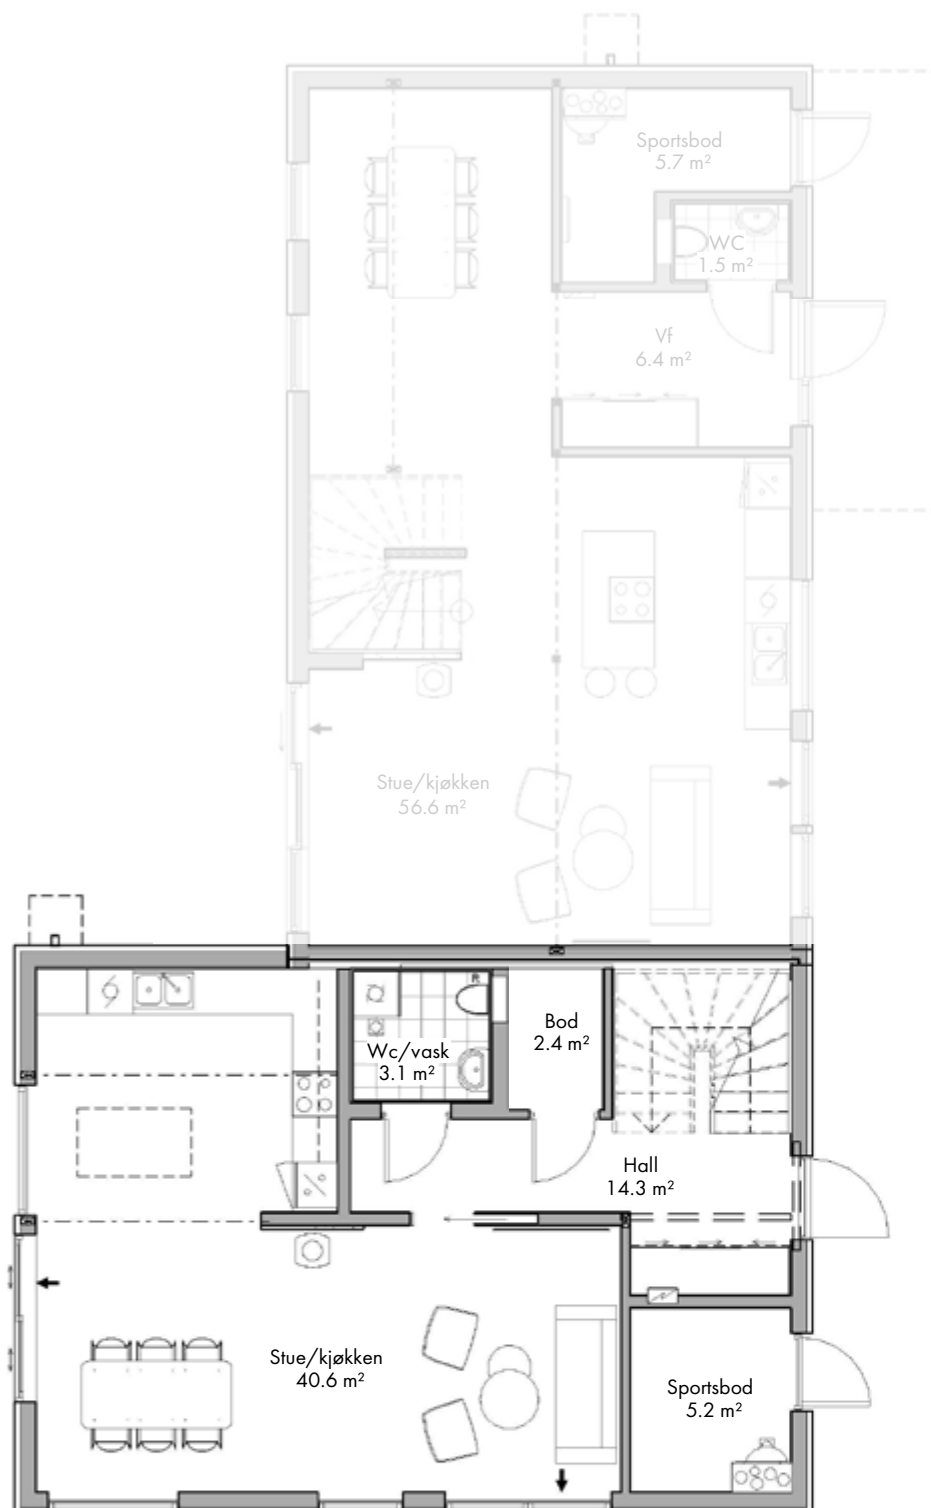 Sportsbod
5.7 m²
WC
1.5 m²
Vf
6.4 m²
Stue/kjøkken
56.6 m²
R
Bod
2.4 m²
Wc/vask
3.1 m²
Hall
14.3 m²
Stue/kjøkken
40.6 m²
Sportsbod
5.2 m²